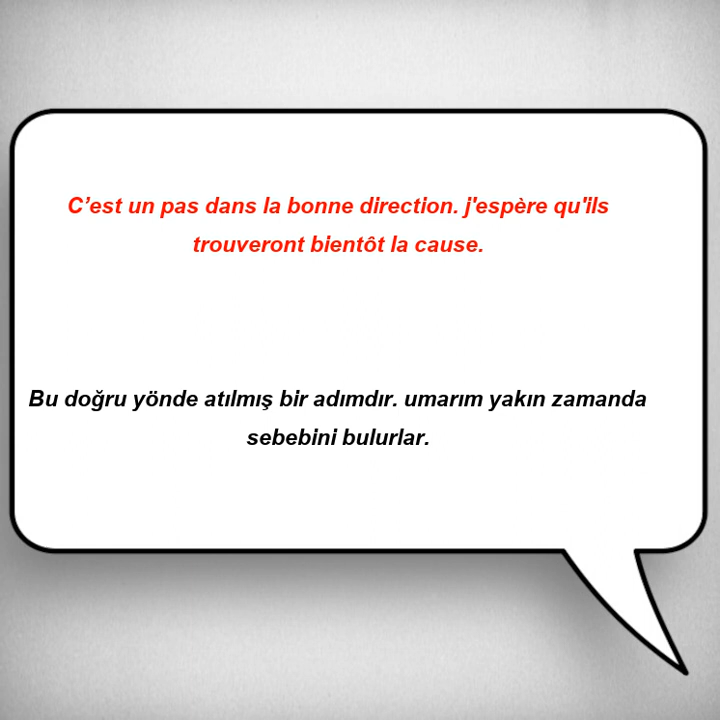 C’est un pas dans la bonne direction. j'espère qu'ils
trouveront bientôt la cause.
Bu doğru yönde atılmış bir adımdır. umarım yakın zamanda
sebebini bulurlar.